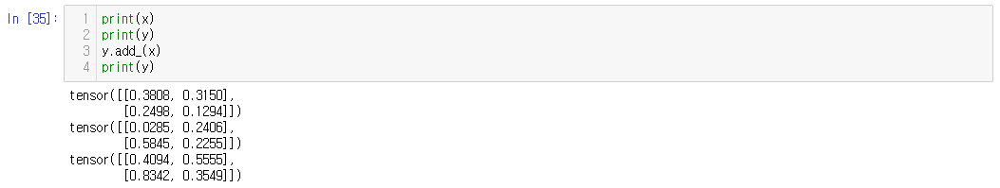 In [35]:
1 print(x)
2 print(y)
3 y.add_(x)
4 print(y)
tensor([[0.3808, 0.3150],
[0.2498, 0.1294]])
tensor([[0.0285, 0.2406],
[0.5845, 0.2255]])
tensor([[0.4094, 0.5555],
[0.8342, 0.3549]])